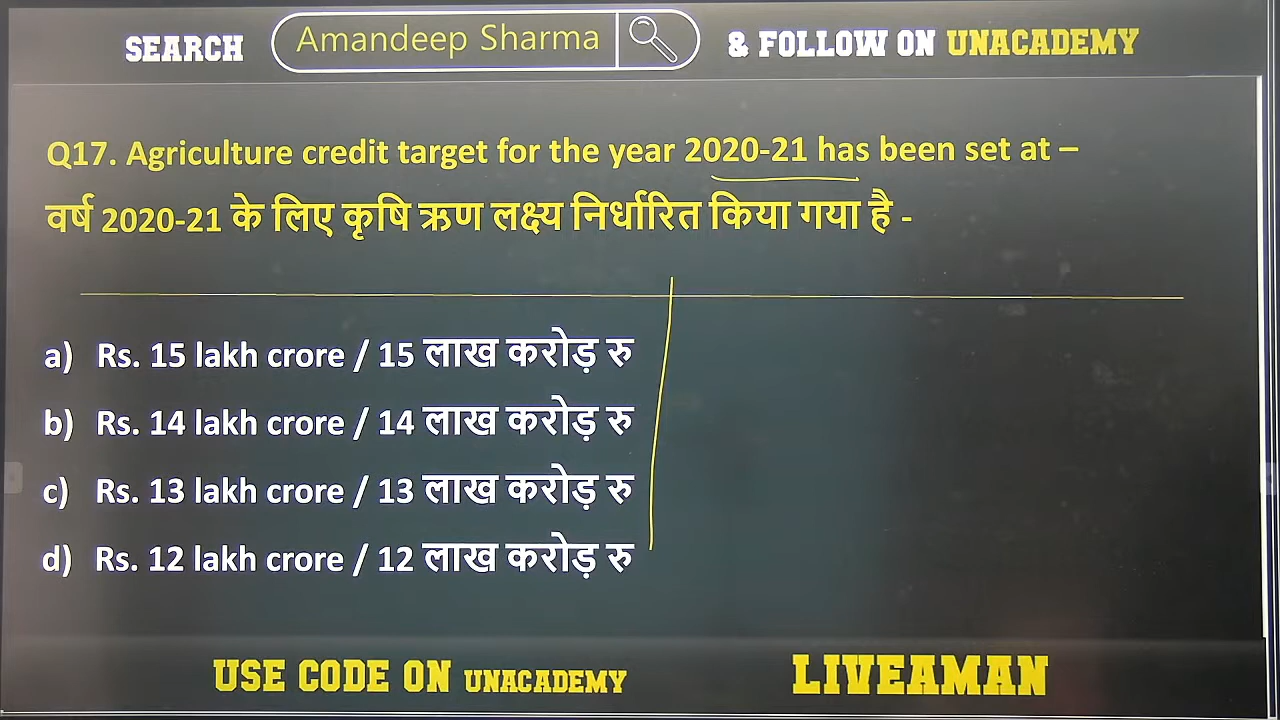 SEARCH Amandeep Sharma & FOLLOW ON UNACADEMY
Q17. Agriculture credit target for the year 2020-21 has been set at –
वर्ष 2020-21 के लिए कृषि ऋण लक्ष्य निर्धारित किया गया है -
a) Rs. 15 lakh crore / 15 लाख करोड़ रु
b) Rs. 14 lakh crore / 14 लाख करोड़ रु
c) Rs. 13 lakh crore / 13 लाख करोड़ रु
d) Rs. 12 lakh crore / 12 लाख करोड़ रु
USE CODE ON UNACADEMY LIVEAMAN